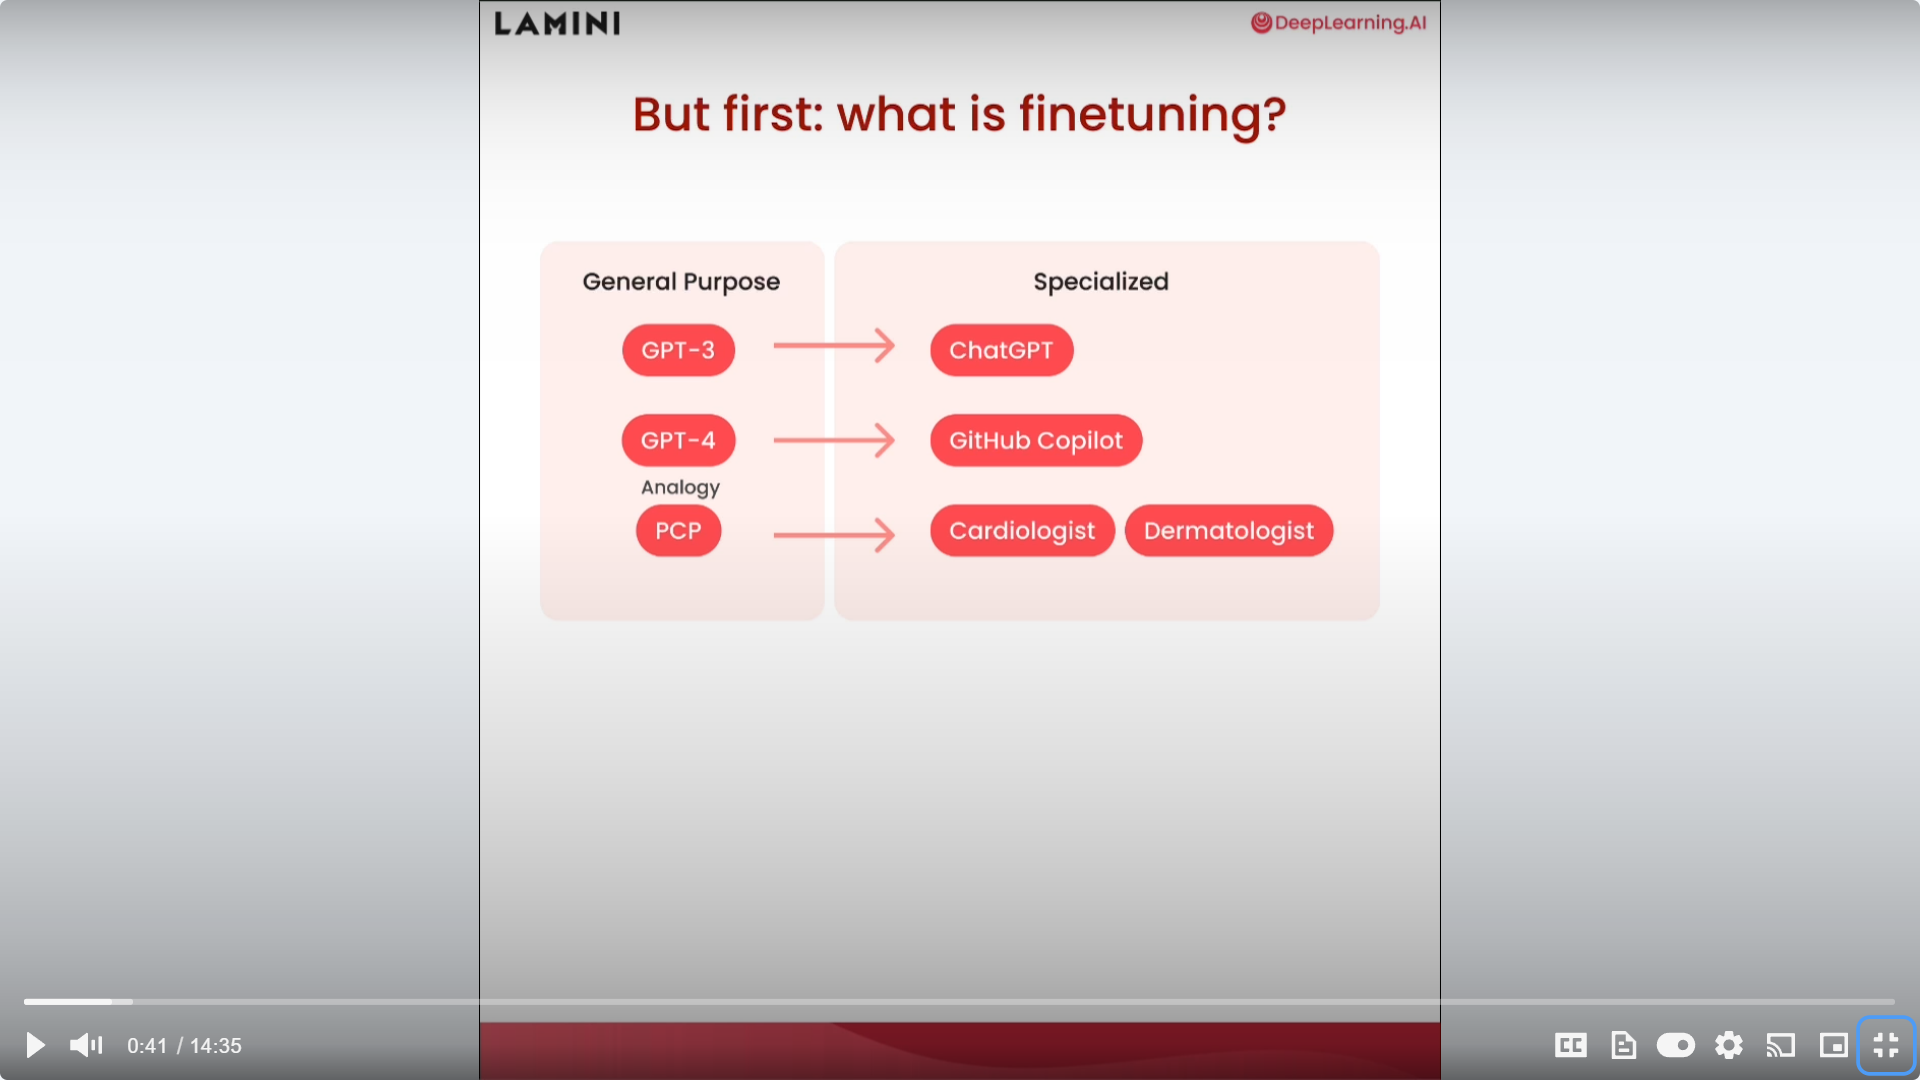 LAMINI
DeepLearning.AI
But first: what is finetuning?
General Purpose
Specialized
GPT-3
ChatGPT
GPT-4
GitHub Copilot
Analogy
PCP
Cardiologist
Dermatologist
0:41 / 14:35
CC